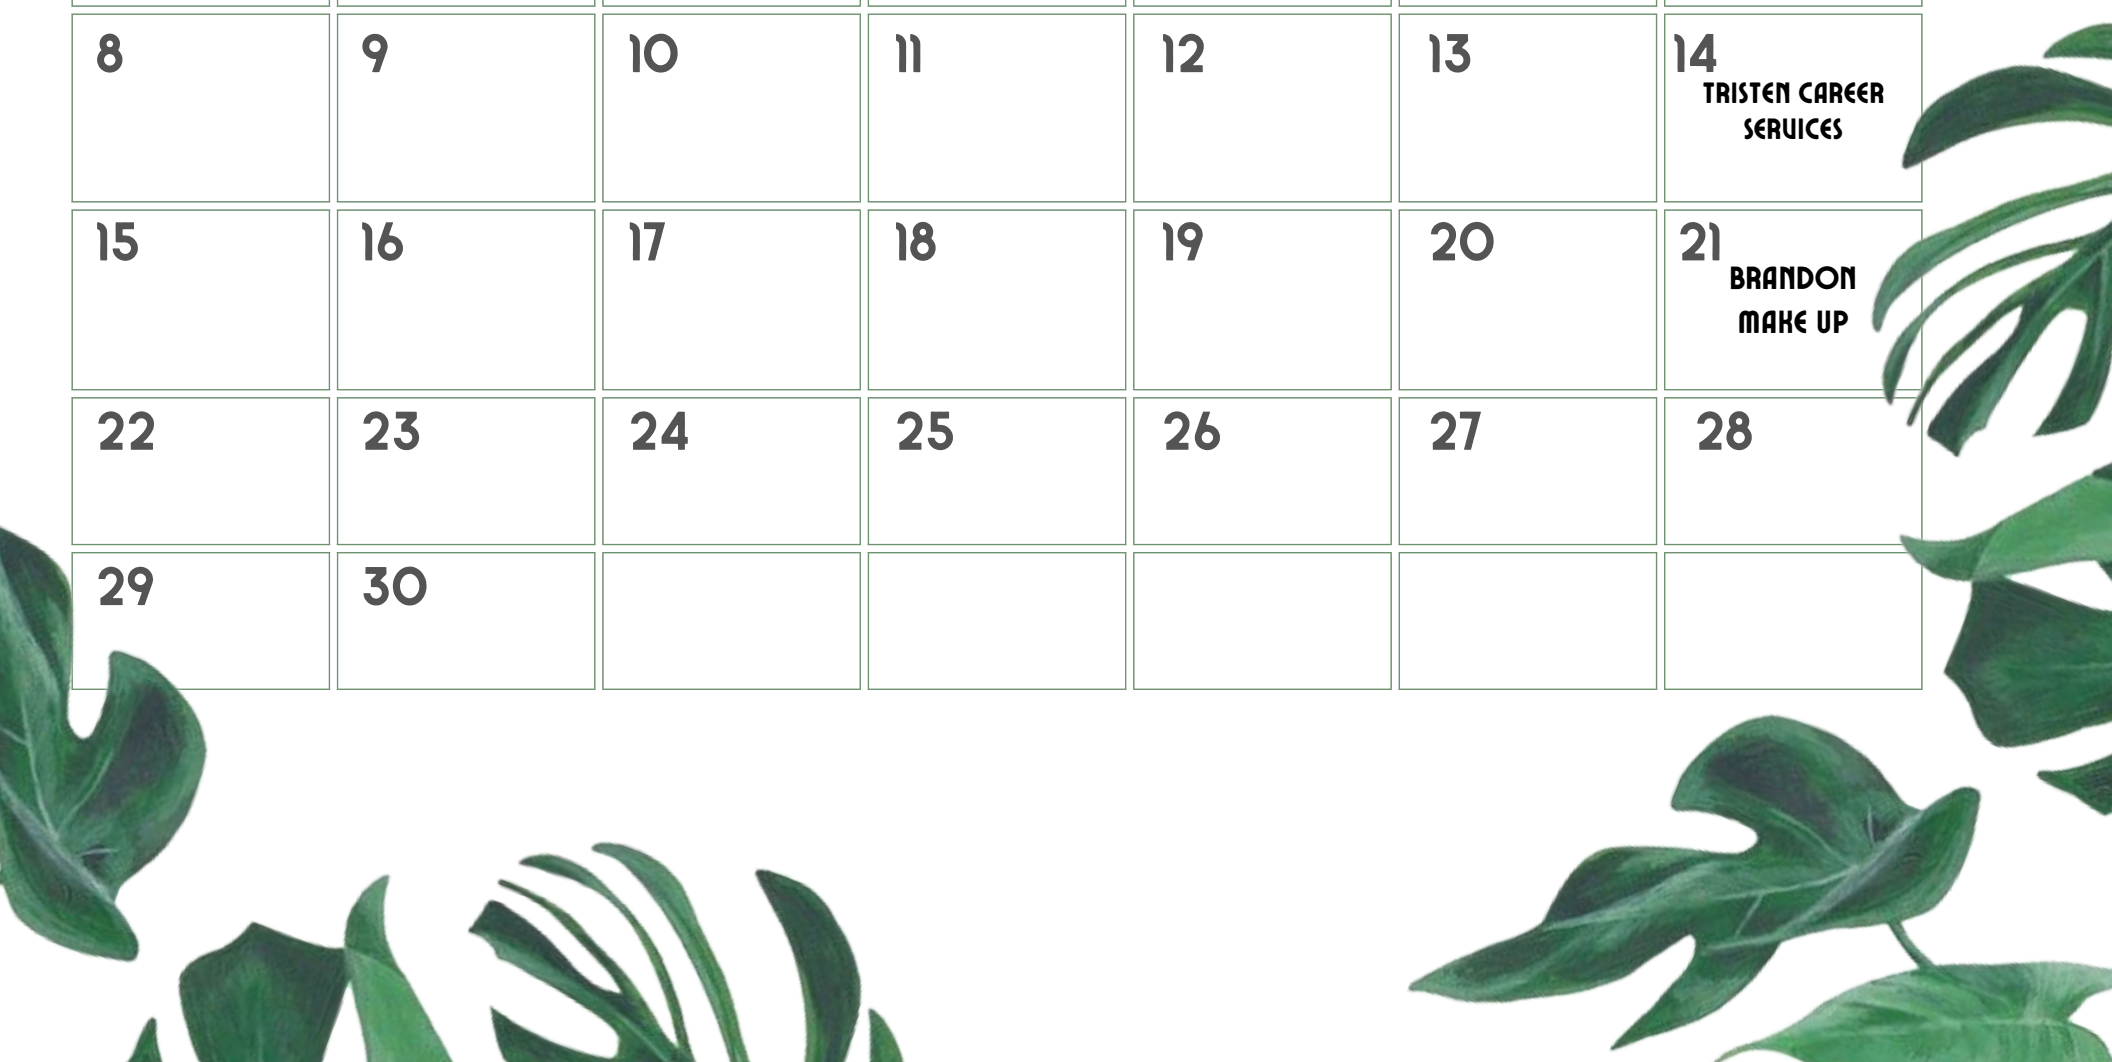 8 9 10 11 12 13 14
TRISTEN CAREER
SERVICES
15 16 17 18 19 20 21
BRANDON
MAKE UP
22 23 24 25 26 27 28
29 30